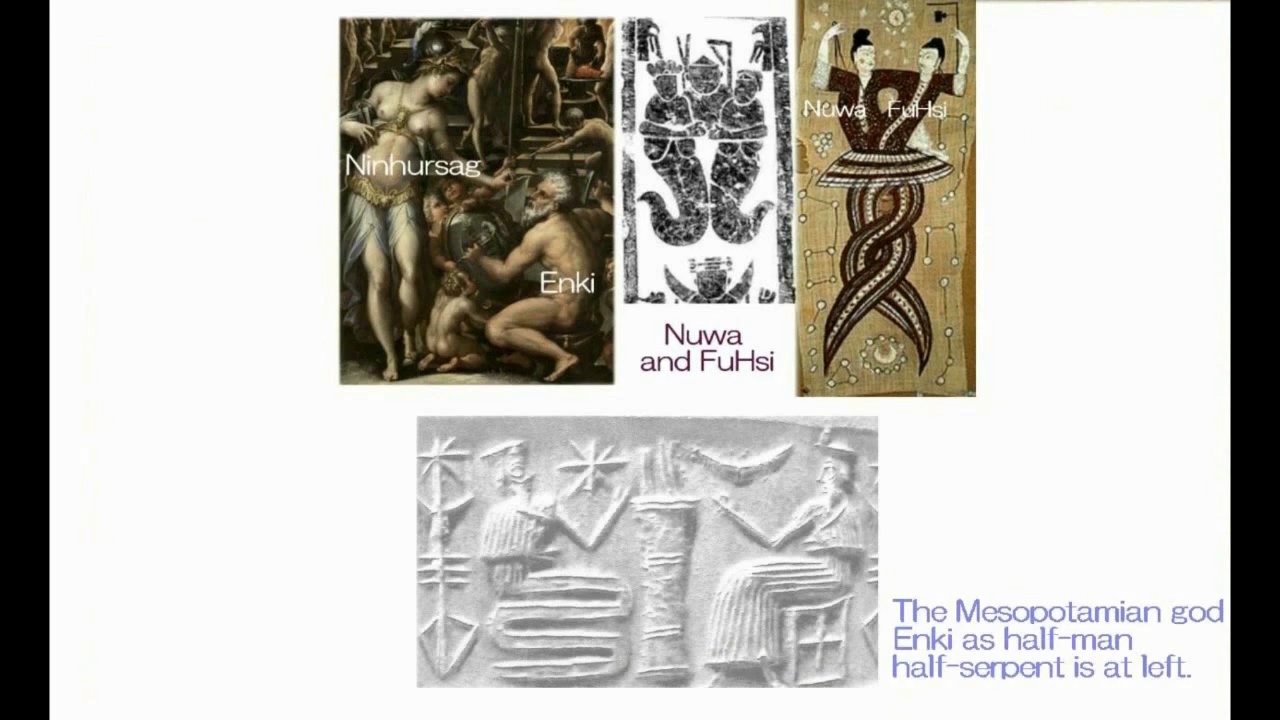 Ninhursag
Enki
Nuwa
and FuHsi
Nuwa FuHsi
The Mesopotamian god
Enki as half-man
half-serpent is at left.